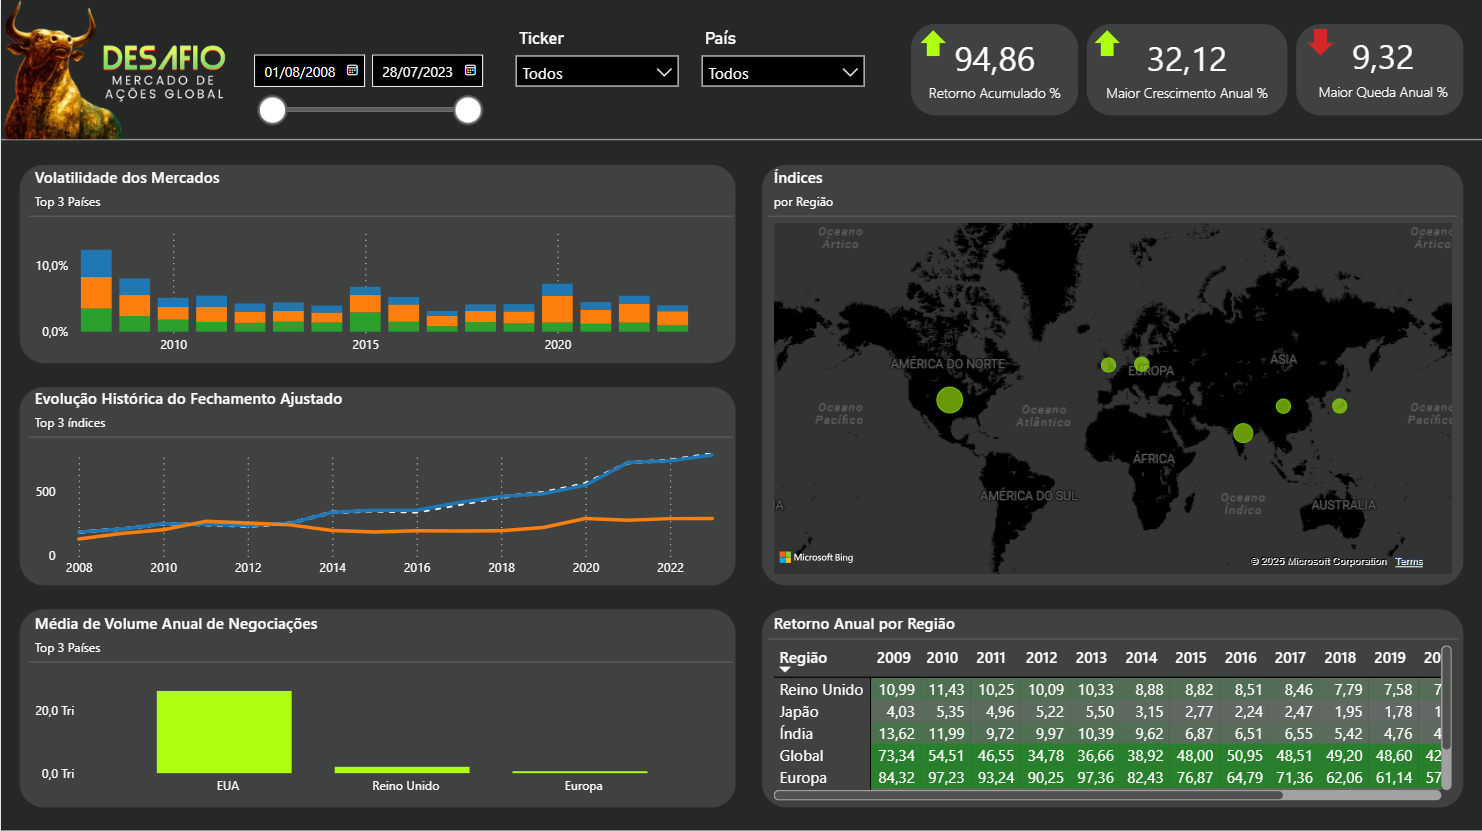 DESAFIO
MERCADO DE
AÇÕES GLOBAL
01/08/2008
28/07/2023
Ticker
Todos
País
Todos
94,86
Retorno Acumulado %
32,12
Maior Crescimento Anual %
9,32
Maior Queda Anual %
Volatilidade dos Mercados
Top 3 Países
10,0%
0,0%
2010 2015 2020
Evolução Histórica do Fechamento Ajustado
Top 3 índices
500
0
2008 2010 2012 2014 2016 2018 2020 2022
Média de Volume Anual de Negociações
Top 3 Países
20,0 Tri
0,0 Tri
EUA Reino Unido Europa
Índices
por Região
Oceano
Ártico
Oceano
Ártico
AMÉRICA DO NORTE
EUROPA
ÁSIA
Oceano
Pacífico
Oceano
Atlântico
Oceano
Pacífico
ÁFRICA
AMÉRICA DO SUL
Oceano
Índico
AUSTRÁLIA
A
Microsoft Bing
© 2025 Microsoft Corporation Terms
Retorno Anual por Região
Região 2009 2010 2011 2012 2013 2014 2015 2016 2017 2018 2019 20
Reino Unido 10,99 11,43 10,25 10,09 10,33 8,88 8,82 8,51 8,46 7,79 7,58 7
Japão 4,03 5,35 4,96 5,22 5,50 3,15 2,77 2,24 2,47 1,95 1,78 1
Índia 13,62 11,99 9,72 9,97 10,39 9,62 6,87 6,51 6,55 5,42 4,76 4
Global 73,34 54,51 46,55 34,78 36,66 38,92 48,00 50,95 48,51 49,20 48,60 42
Europa 84,32 97,23 93,24 90,25 97,36 82,43 76,87 64,79 71,36 62,06 61,14 57